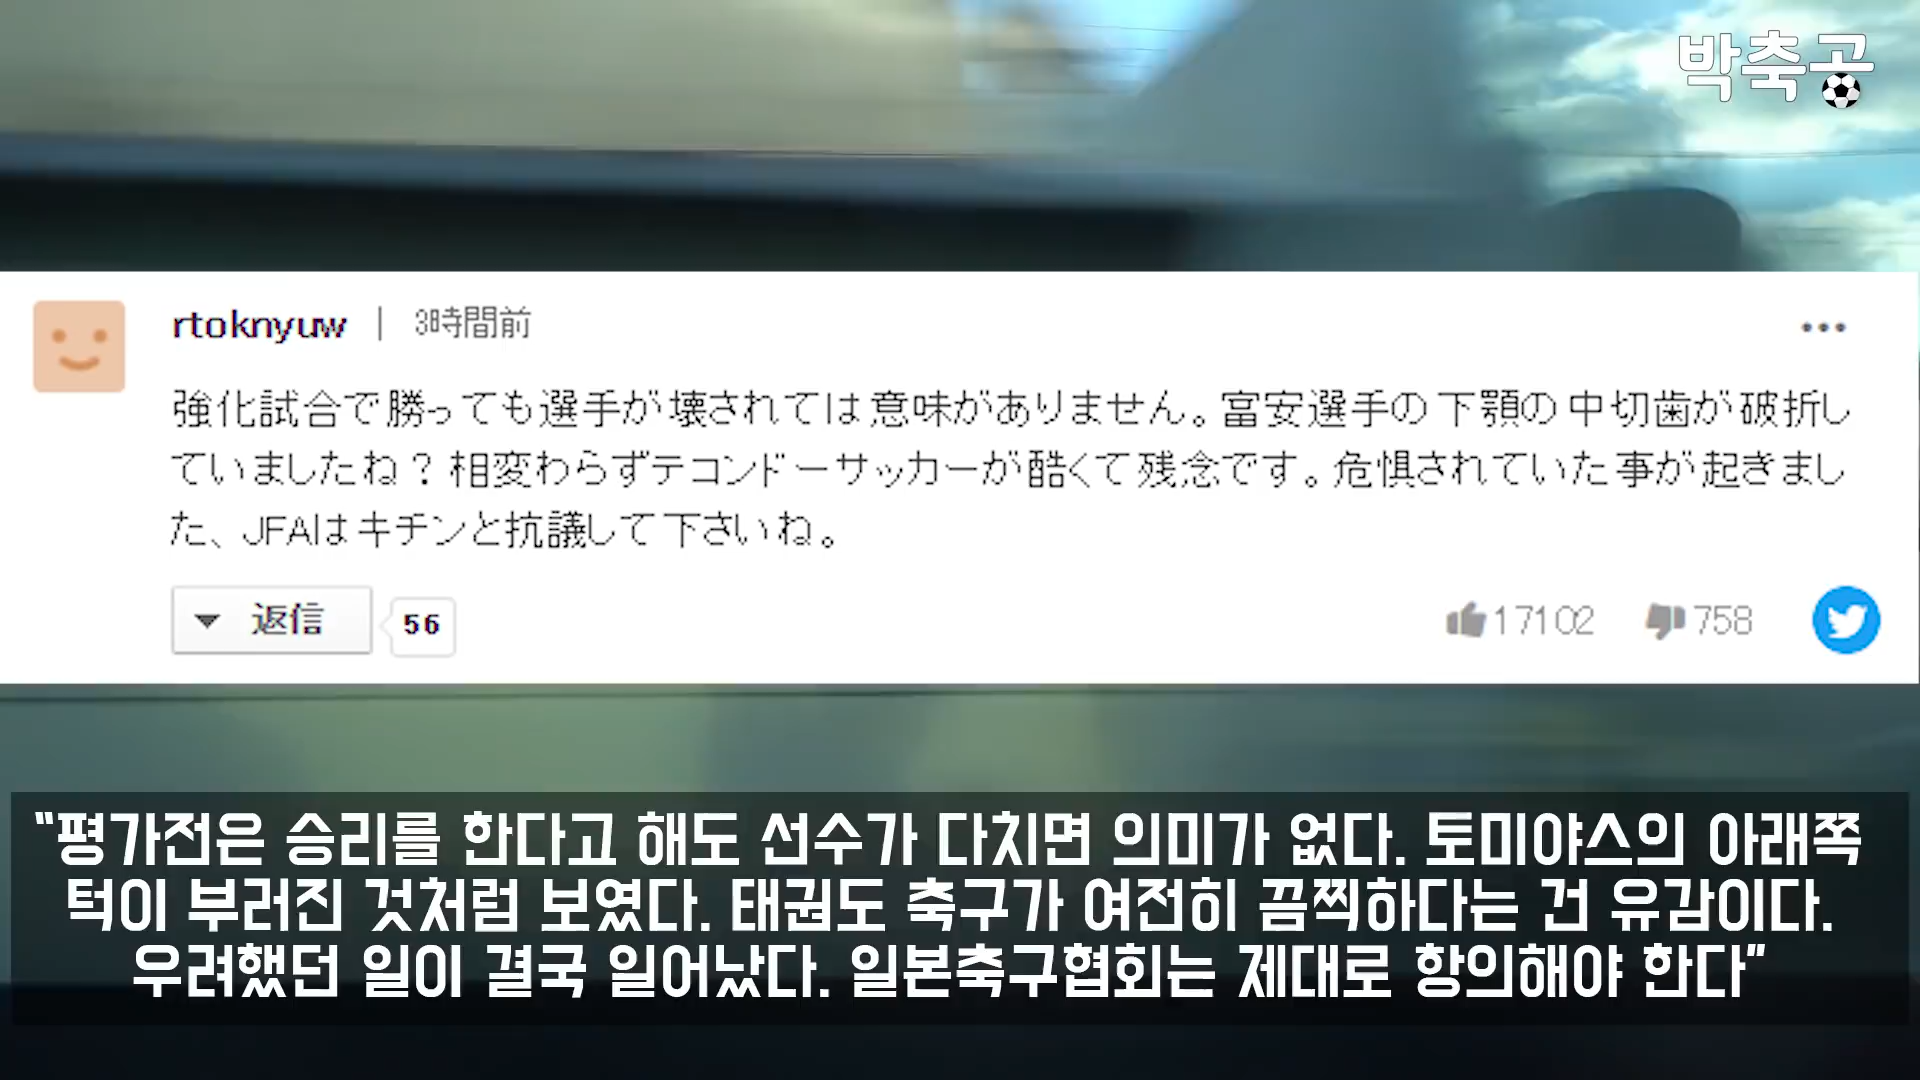 박축공
rtoknyuw | 3時間前
強化試合で勝っても選手が壊されては意味がありません。冨安選手の下顎の中切歯が破折し
ていましたね？相変わらずテコンドーサッカーが酷くて残念です。危惧されていた事が起きまし
た、JFAはキチンと抗議して下さいね。
返信 56
17102 758
“평가전은 승리를 한다고 해도 선수가 다치면 의미가 없다. 토미야스의 아래쪽
턱이 부러진 것처럼 보였다. 태권도 축구가 여전히 끔찍하다는 건 유감이다.
우려했던 일이 결국 일어났다. 일본축구협회는 제대로 항의해야 한다”